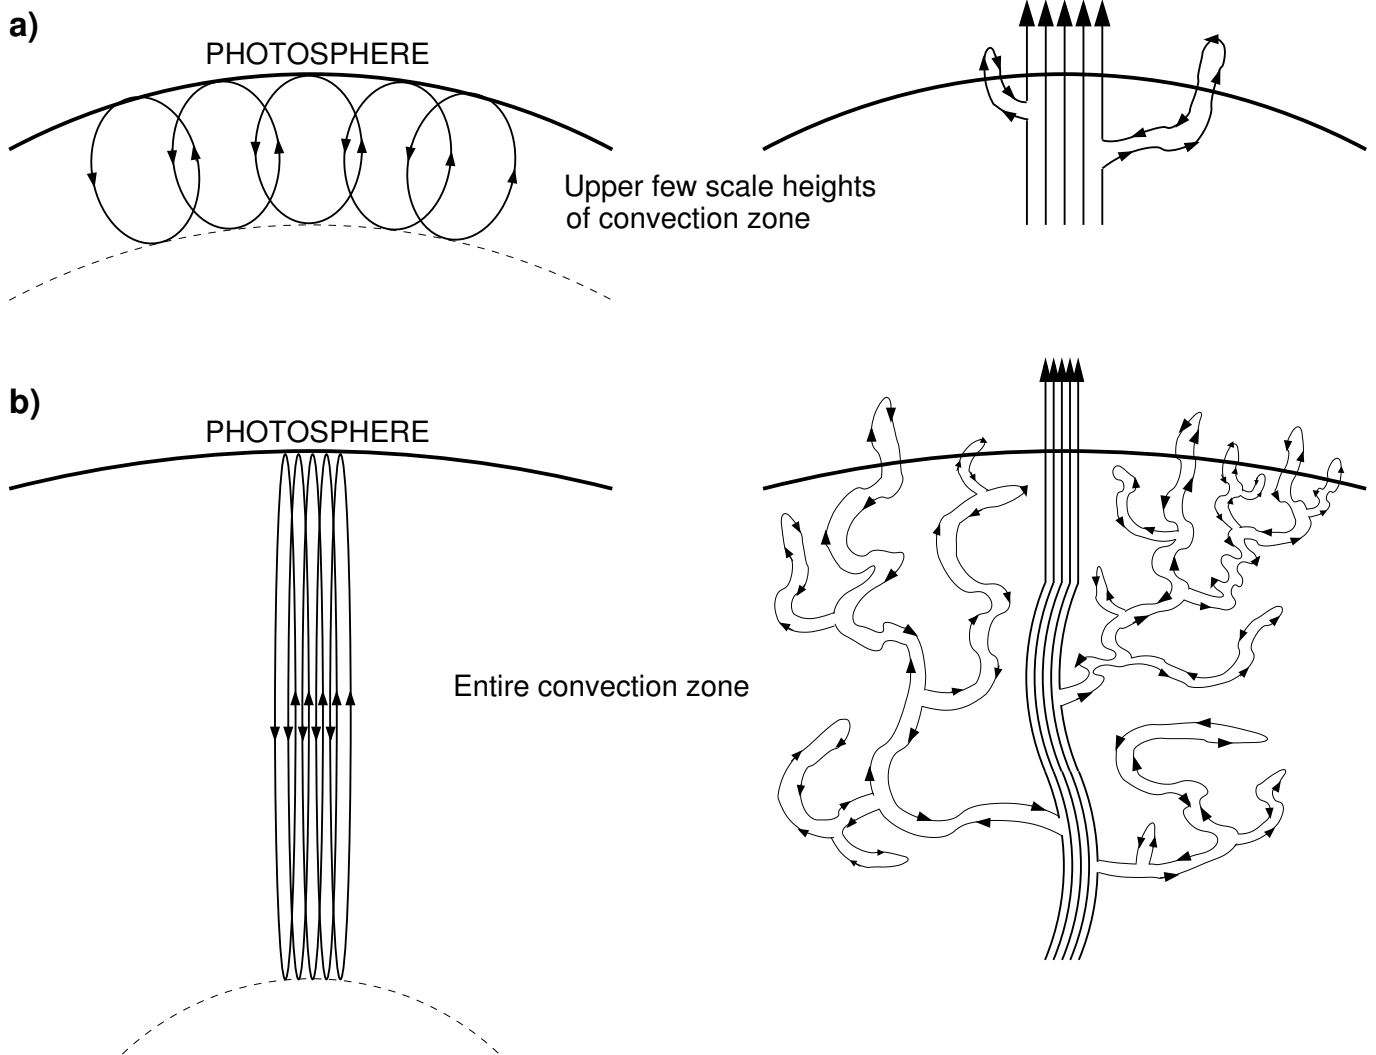 a)
PHOTOSPHERE
Upper few scale heights
of convection zone
b)
PHOTOSPHERE
Entire convection zone